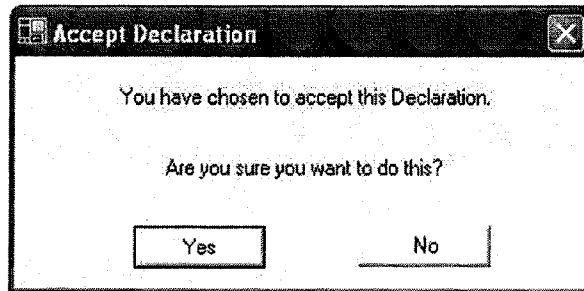 Accept Declaration
You have chosen to accept this Declaration.
Are you sure you want to do this?
Yes No